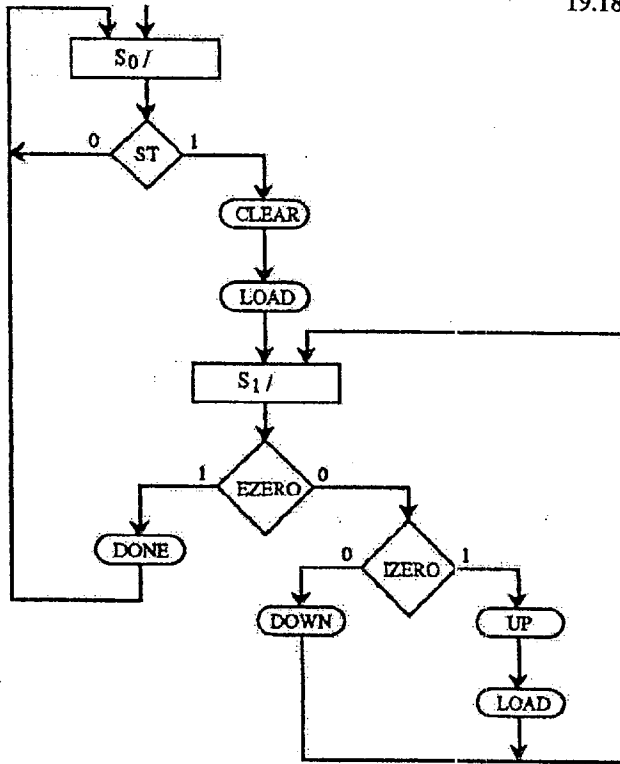 19.18
S0/
0 ST 1
CLEAR
LOAD
S1/
1 EZERO 0
DONE
0 IZERO 1
DOWN
UP
LOAD